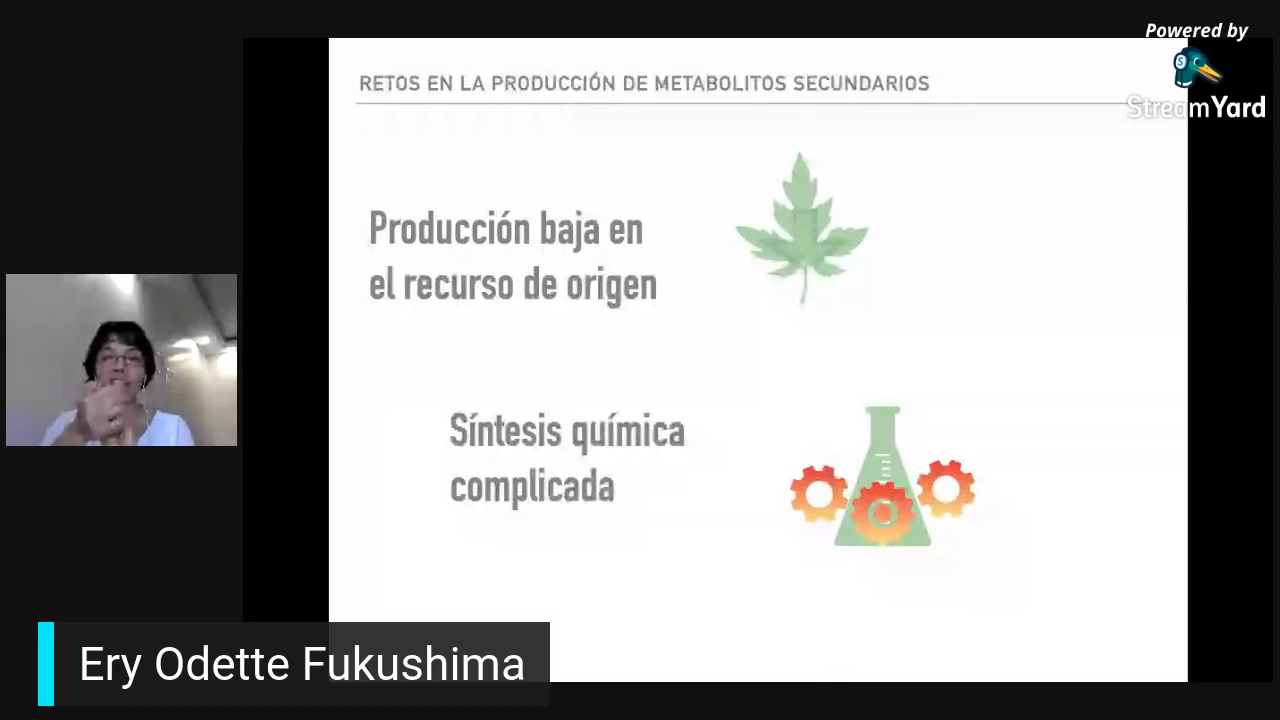 Powered by
StreamYard
RETOS EN LA PRODUCCIÓN DE METABOLITOS SECUNDARIOS
Producción baja en
el recurso de origen
Síntesis química
complicada
Ery Odette Fukushima